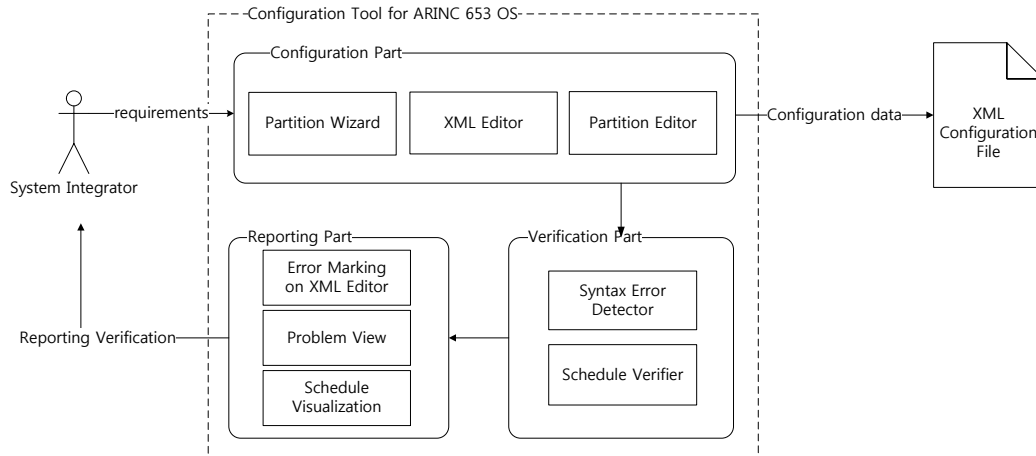 Configuration Tool for ARINC 653 OS
Configuration Part
requirements
Partition Wizard
XML Editor
Partition Editor
Configuration data
XML
Configuration
File
System Integrator
Reporting Part
Error Marking
on XML Editor
Problem View
Schedule
Visualization
Verification Part
Syntax Error
Detector
Schedule Verifier
Reporting Verification